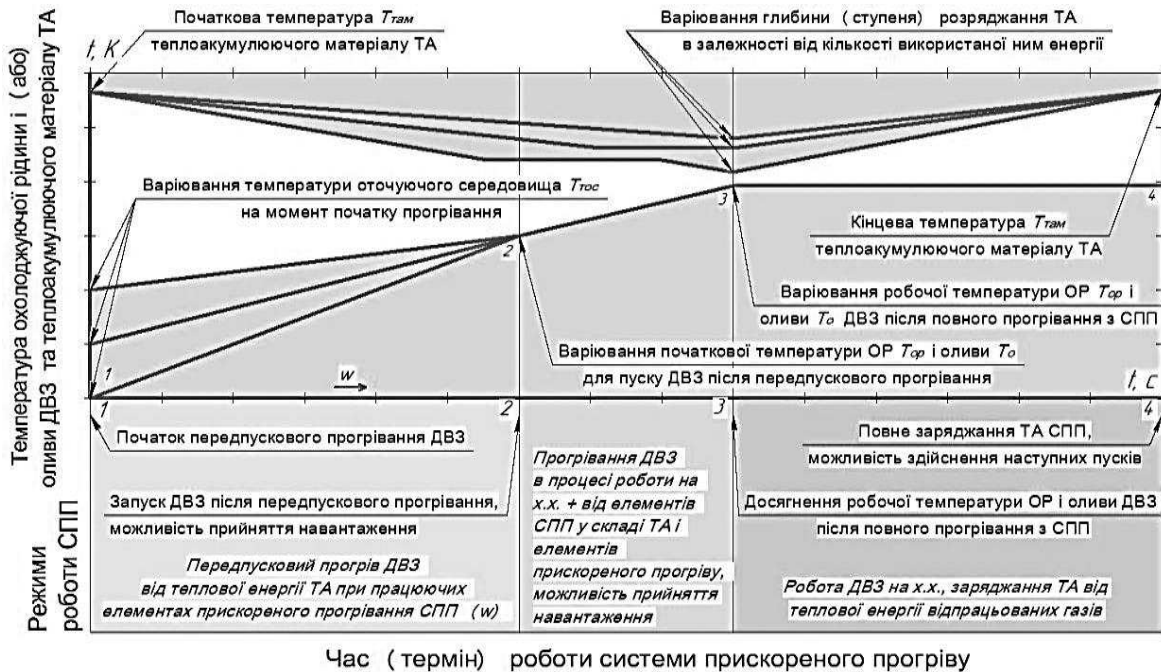 Початкова температура Tтам
теплоакумулюючого матеріалу ТА
Варіювання глибини ( ступеня) розряджання ТА
в залежності від кількості використаної ним енергії
t, K
Температура охолоджуючої рідини і ( або)
оливи ДВЗ та теплоакумулюючого матеріалу ТА
Варіювання температури оточуючого середовища Tтос
на момент початку прогрівання
3
4
2
Кінцева температура Tтам
теплоакумулюючого матеріалу ТА
Варіювання робочої температури ОР Tор і
оливи Tо ДВЗ після повного прогрівання з СПП
Варіювання початкової температури ОР Tор і оливи Tо
для пуску ДВЗ після передпускового прогрівання
1
w
t, c
1
2
3
4
Режими
роботи СПП
Початок передпускового прогрівання ДВЗ
Запуск ДВЗ після передпускового прогрівання,
можливість прийняття навантаження
Передпусковий прогрів ДВЗ
від теплової енергії ТА при працюючих
елементах прискореного прогрівання СПП (w)
Прогрівання ДВЗ
в процесі роботи на
х.х. + від елементів
СПП у складі ТА і
елементів
прискореного прогріву,
можливість прийняття
навантаження
Повне заряджання ТА СПП,
можливість здійснення наступних пусків
Досягнення робочої температури ОР і оливи ДВЗ
після повного прогрівання з СПП
Робота ДВЗ на х.х., заряджання ТА від
теплової енергії відпрацьованих газів
Час ( термін) роботи системи прискореного прогріву